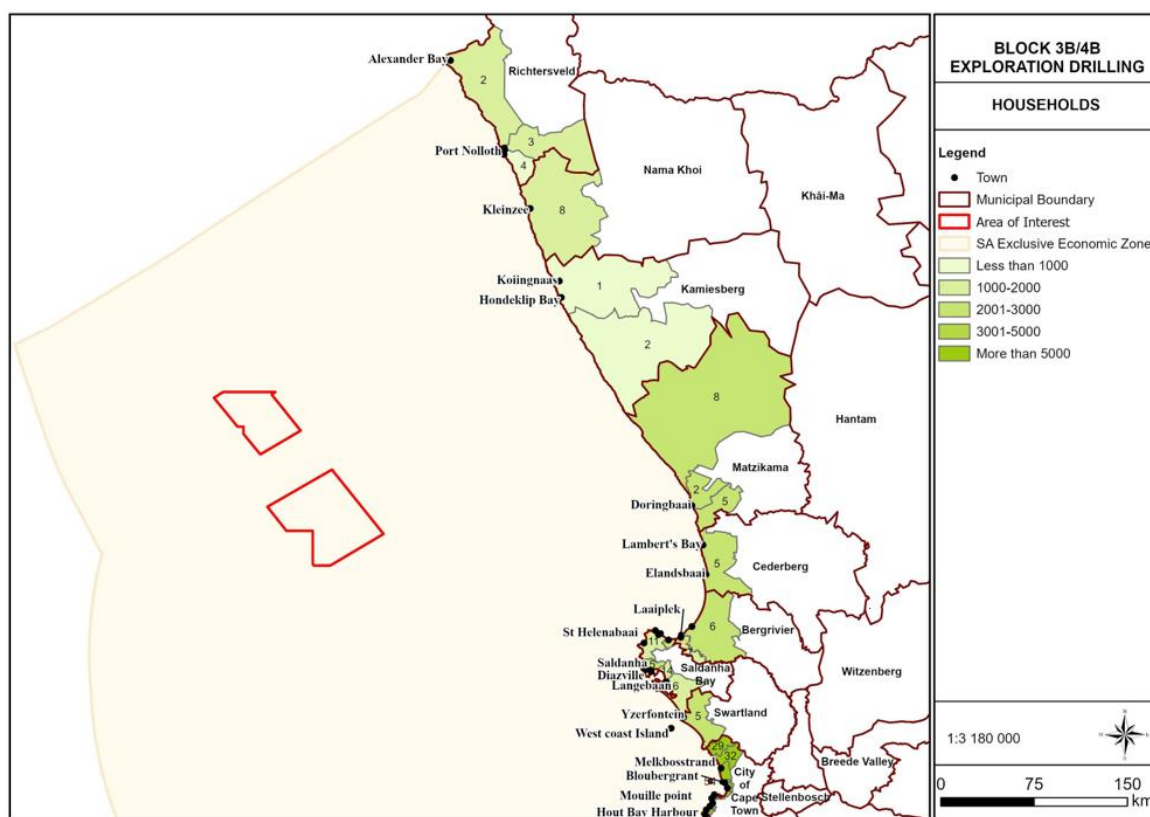 BLOCK 3B/4B
EXPLORATION DRILLING
HOUSEHOLDS
Legend
Town
Municipal Boundary
Area of Interest
SA Exclusive Economic Zone
Less than 1000
1000-2000
2001-3000
3001-5000
More than 5000
1:3 180 000
0 75 150
km
Alexander Bay
2
Richtersveld
3
Port Nolloth
4
Nama Khoi
Khâi-Ma
Kleinzee
8
Koiingnaas
1
Kamiesberg
Hondeklip Bay
2
8
Hantam
Matzikama
2
5
Doringbaai
Lambert's Bay
5
Cederberg
Elandsbaai
Laaiplek
6
Bergrivier
St Helenabaai
11
Witzenberg
Saldanha
5
14
Saldanha
Bay
Diazville
Langebaan
6
Yzerfontein
5
Swartland
West coast Island
29
32
Melkbosstrand
Breede Valley
Bloubergrant
City
of
Cape
Town
Mouille point
Stellenbosch
Hout Bay Harbour